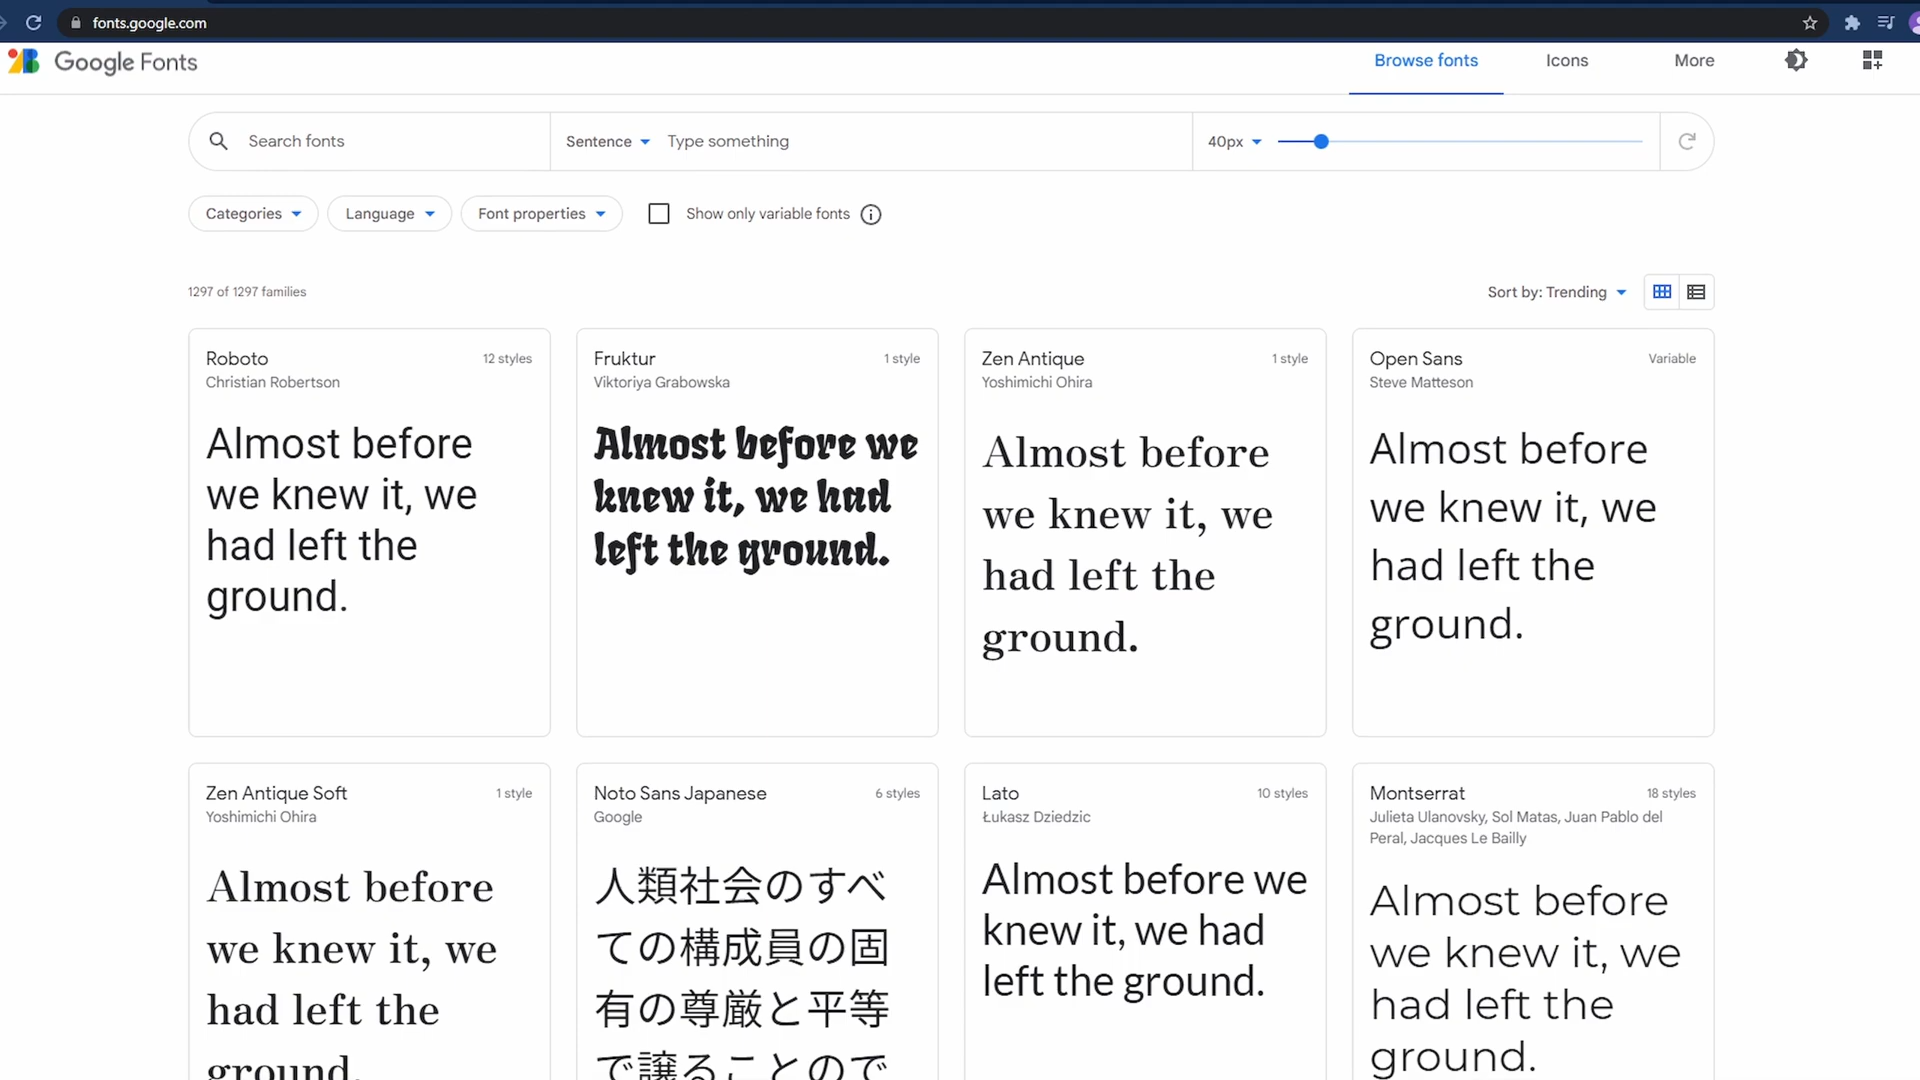 fonts.google.com
Google Fonts
Browse fonts
Icons
More
Search fonts
Sentence
Type something
40px
Categories
Language
Font properties
Show only variable fonts
1297 of 1297 families
Sort by: Trending
Roboto
12 styles
Christian Robertson
Almost before
we knew it, we
had left the
ground.
Fruktur
1 style
Viktoriya Grabowska
Almost before we
knew it, we had
left the ground.
Zen Antique
1 style
Yoshimichi Ohira
Almost before
we knew it, we
had left the
ground.
Open Sans
Variable
Steve Matteson
Almost before
we knew it, we
had left the
ground.
Zen Antique Soft
1 style
Yoshimichi Ohira
Almost before
we knew it, we
had left the
ground.
Noto Sans Japanese
6 styles
Google
人類社会のすべ
ての構成員の固
有の尊厳と平等
で譲ることので
Lato
10 styles
Łukasz Dziedzic
Almost before we
knew it, we had
left the ground.
Montserrat
18 styles
Julieta Ulanovsky, Sol Matas, Juan Pablo del
Peral, Jacques Le Bailly
Almost before
we knew it, we
had left the
ground.